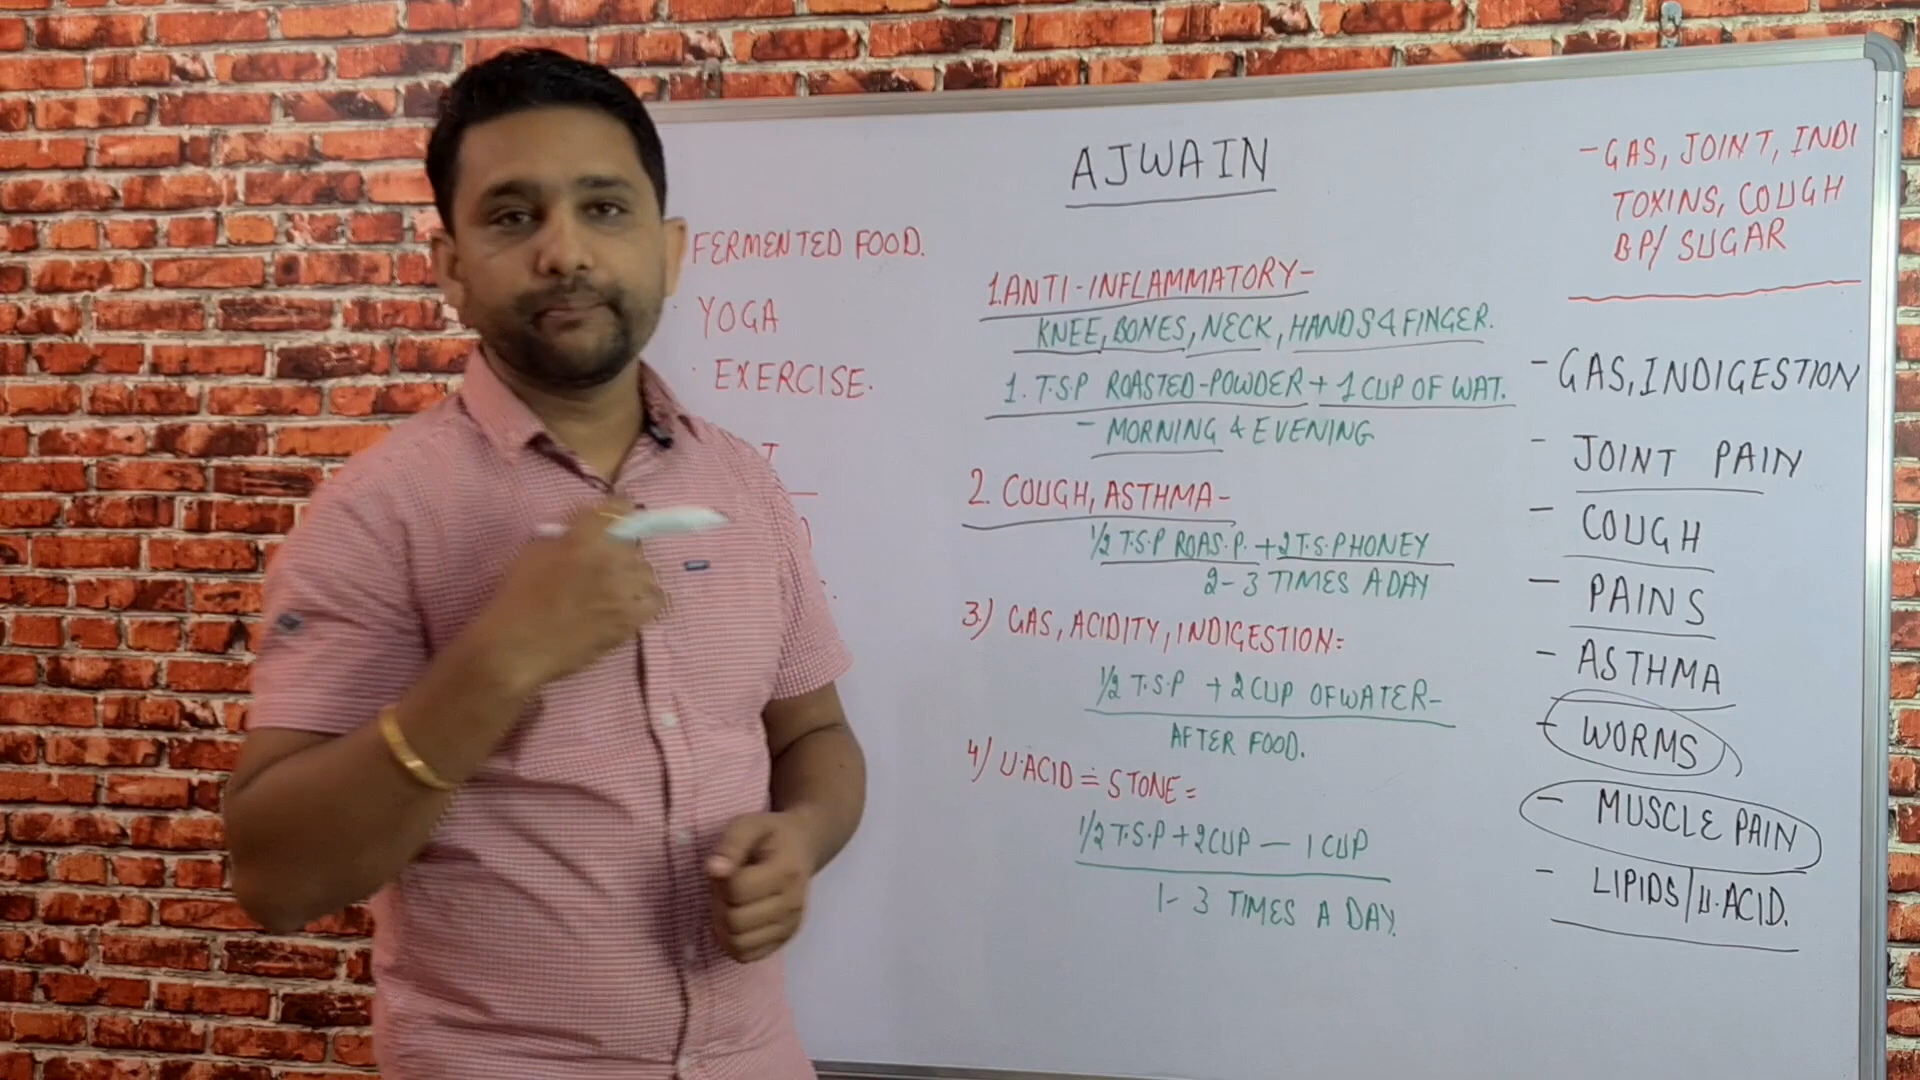 AJWAIN
FERMENTED FOOD.
YOGA
EXERCISE.
1. ANTI-INFLAMMATORY-
KNEE, BONES, NECK, HANDS & FINGER.
1. T.S.P ROASTED-POWDER + 1 CUP OF WAT.
- MORNING & EVENING
2. COUGH, ASTHMA-
1/2 T.S.P ROAS.P. + 2 T.S.P HONEY
2-3 TIMES A DAY
3.) GAS, ACIDITY, INDIGESTION:
1/2 T.S.P + 2 CUP OF WATER-
AFTER FOOD.
4/ U.ACID = STONE =
1/2 T.S.P + 2 CUP — 1 CUP
1-3 TIMES A DAY.
- GAS, JOINT, INDI
TOXINS, COUGH
BP/ SUGAR
- GAS, INDIGESTION
- JOINT PAIN
- COUGH
- PAINS
- ASTHMA
- WORMS
- MUSCLE PAIN
- LIPIDS/U.ACID.